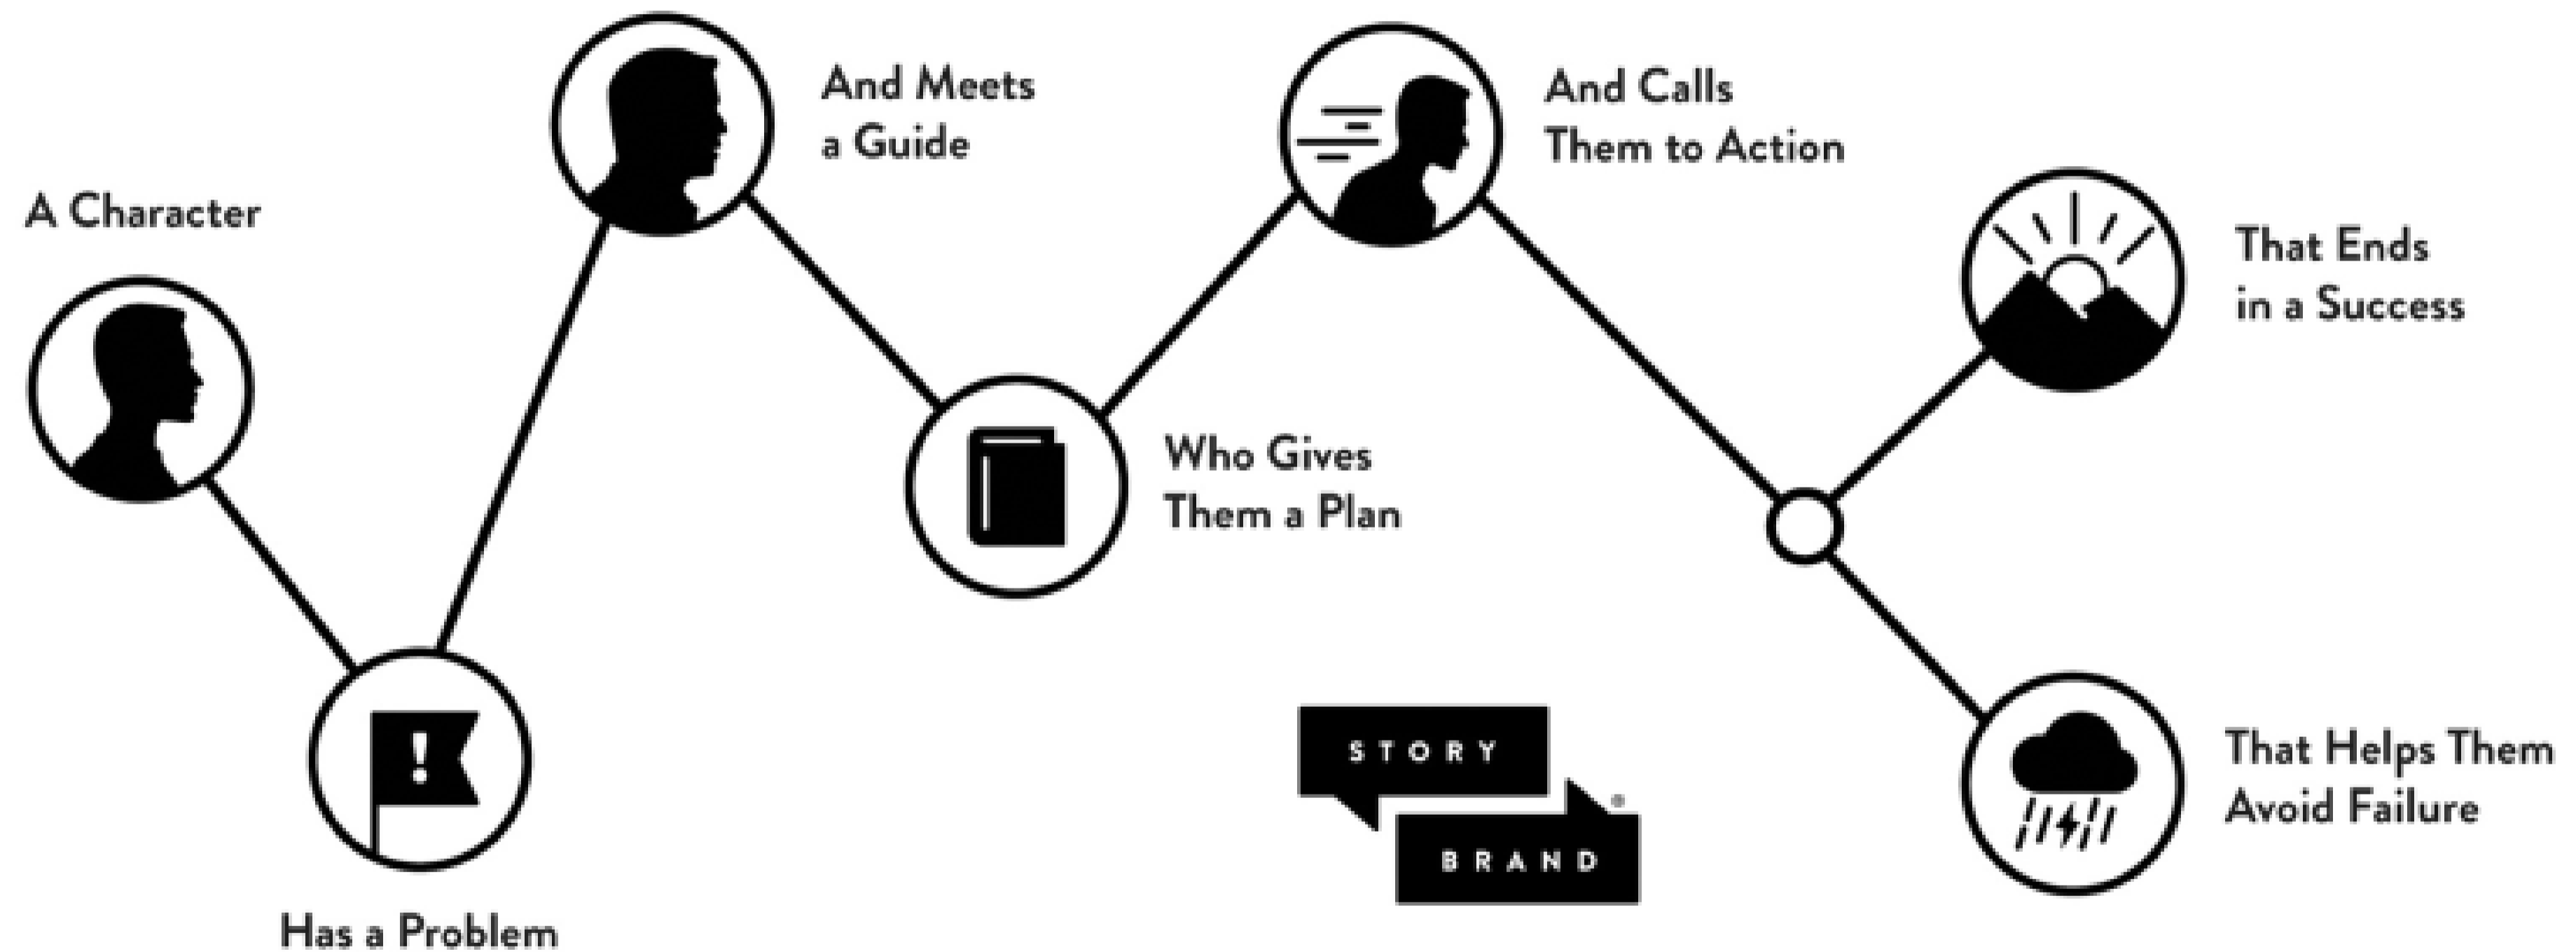 A Character
Has a Problem
And Meets
a Guide
Who Gives
Them a Plan
And Calls
Them to Action
That Ends
in a Success
That Helps Them
Avoid Failure
!
STORY
BRAND
®